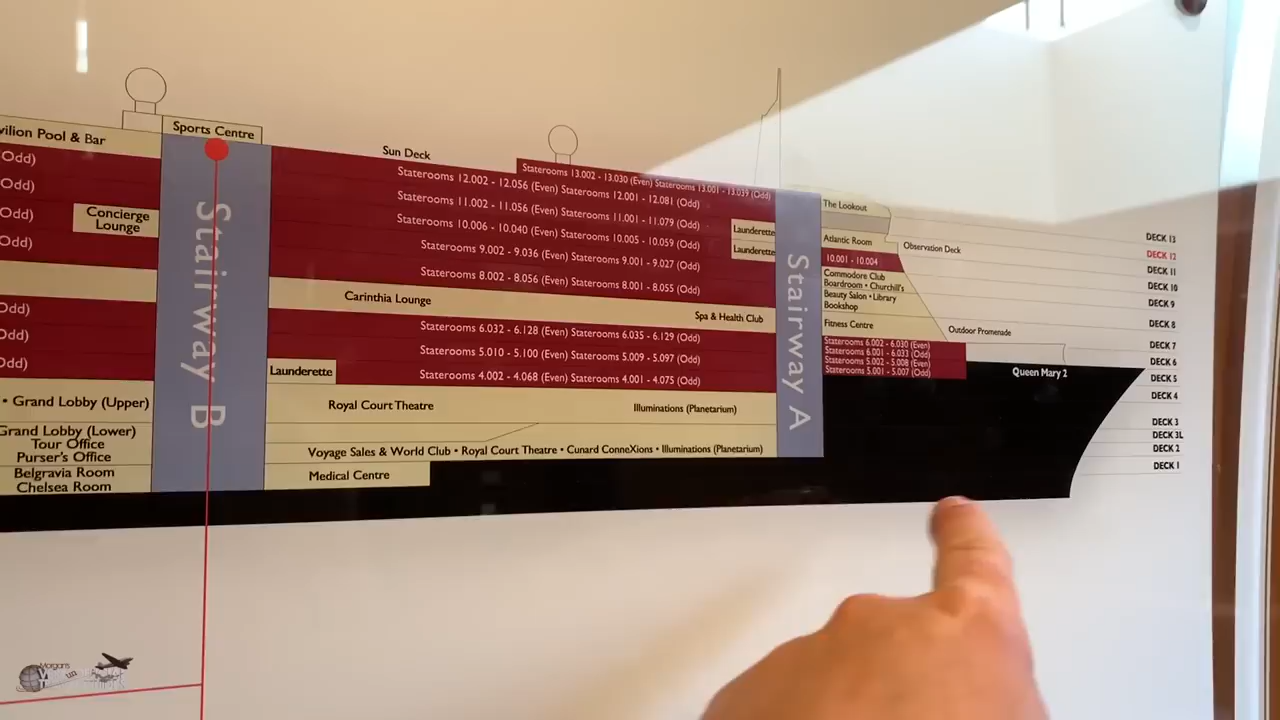 vilion Pool & Bar
Sports Centre
Sun Deck
Odd)
Odd)
Odd)
Odd)
Concierge
Lounge
Odd)
Odd)
Odd)
Stairway B
Staterooms 13.002 - 13.030 (Even) Staterooms 13.001 - 13.039 (Odd)
Staterooms 12.002 - 12.056 (Even) Staterooms 12.001 - 12.081 (Odd)
Staterooms 11.002 - 11.056 (Even) Staterooms 11.001 - 11.079 (Odd)
Staterooms 10.006 - 10.040 (Even) Staterooms 10.005 - 10.059 (Odd)
Launderette
Staterooms 9.002 - 9.036 (Even) Staterooms 9.001 - 9.027 (Odd)
Launderette
Staterooms 8.002 - 8.056 (Even) Staterooms 8.001 - 8.055 (Odd)
Carinthia Lounge
Spa & Health Club
Staterooms 6.032 - 6.128 (Even) Staterooms 6.035 - 6.129 (Odd)
Staterooms 5.010 - 5.100 (Even) Staterooms 5.009 - 5.097 (Odd)
Launderette
Staterooms 4.002 - 4.068 (Even) Staterooms 4.001 - 4.075 (Odd)
• Grand Lobby (Upper)
Royal Court Theatre
Illuminations (Planetarium)
Grand Lobby (Lower)
Tour Office
Purser's Office
Voyage Sales & World Club • Royal Court Theatre • Cunard ConneXions • Illuminations (Planetarium)
Belgravia Room
Chelsea Room
Medical Centre
Stairway A
The Lookout
Atlantic Room
Observation Deck
10.001 - 10.004
Commodore Club
Boardroom • Churchill's
Beauty Salon • Library
Bookshop
Fitness Centre
Outdoor Promenade
Staterooms 6.002 - 6.030 (Even)
Staterooms 6.001 - 6.033 (Odd)
Staterooms 5.002 - 5.008 (Even)
Staterooms 5.001 - 5.007 (Odd)
Queen Mary 2
DECK 13
DECK 12
DECK 11
DECK 10
DECK 9
DECK 8
DECK 7
DECK 6
DECK 5
DECK 4
DECK 3
DECK 3L
DECK 2
DECK 1
Morgans